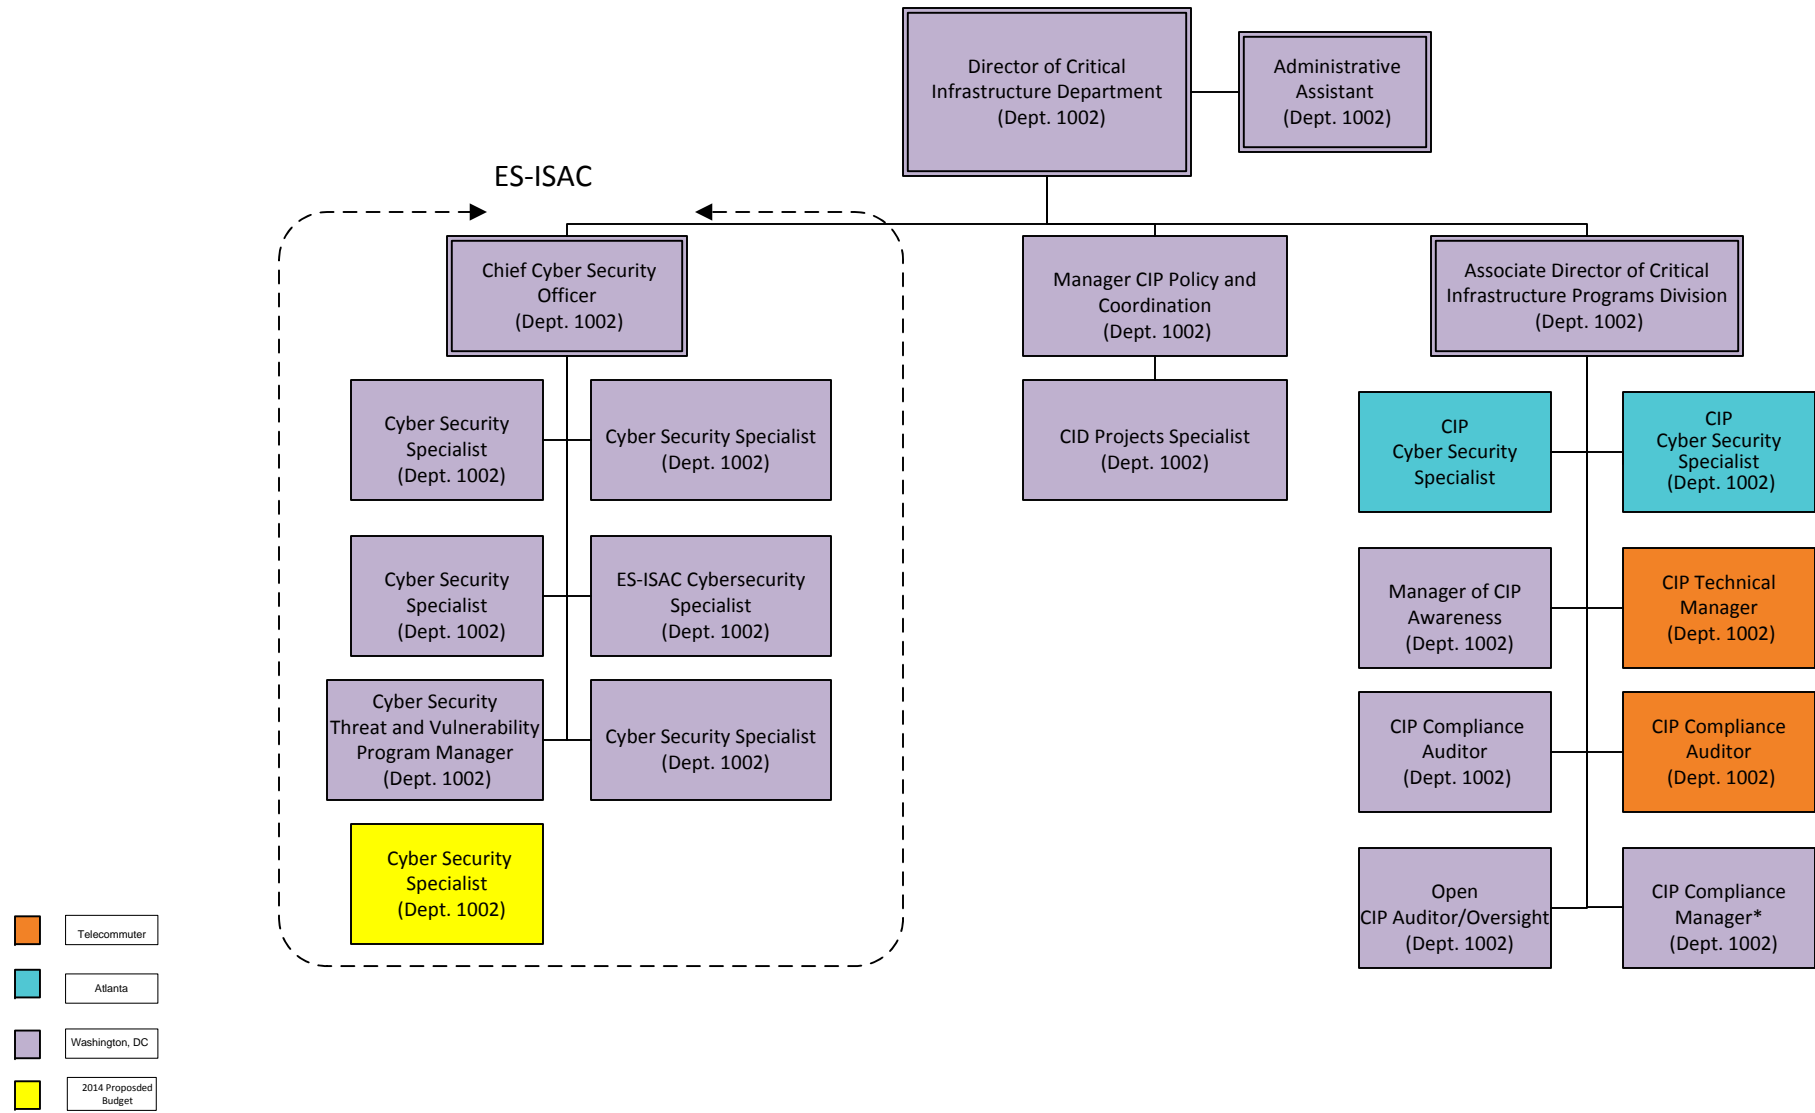 Director of Critical
Infrastructure Department
(Dept. 1002)
Administrative
Assistant
(Dept. 1002)
ES-ISAC
Chief Cyber Security
Officer
(Dept. 1002)
Manager CIP Policy and
Coordination
(Dept. 1002)
Associate Director of Critical
Infrastructure Programs Division
(Dept. 1002)
Cyber Security
Specialist
(Dept. 1002)
Cyber Security Specialist
(Dept. 1002)
CID Projects Specialist
(Dept. 1002)
CIP
Cyber Security
Specialist
CIP
Cyber Security
Specialist
(Dept. 1002)
Cyber Security
Specialist
(Dept. 1002)
ES-ISAC Cybersecurity
Specialist
(Dept. 1002)
Manager of CIP
Awareness
(Dept. 1002)
CIP Technical
Manager
(Dept. 1002)
Cyber Security
Threat and Vulnerability
Program Manager
(Dept. 1002)
Cyber Security Specialist
(Dept. 1002)
CIP Compliance
Auditor
(Dept. 1002)
CIP Compliance
Auditor
(Dept. 1002)
Cyber Security
Specialist
(Dept. 1002)
Open
CIP Auditor/Oversight
(Dept. 1002)
CIP Compliance
Manager*
(Dept. 1002)
Telecommuter
Atlanta
Washington, DC
2014 Proposded
Budget